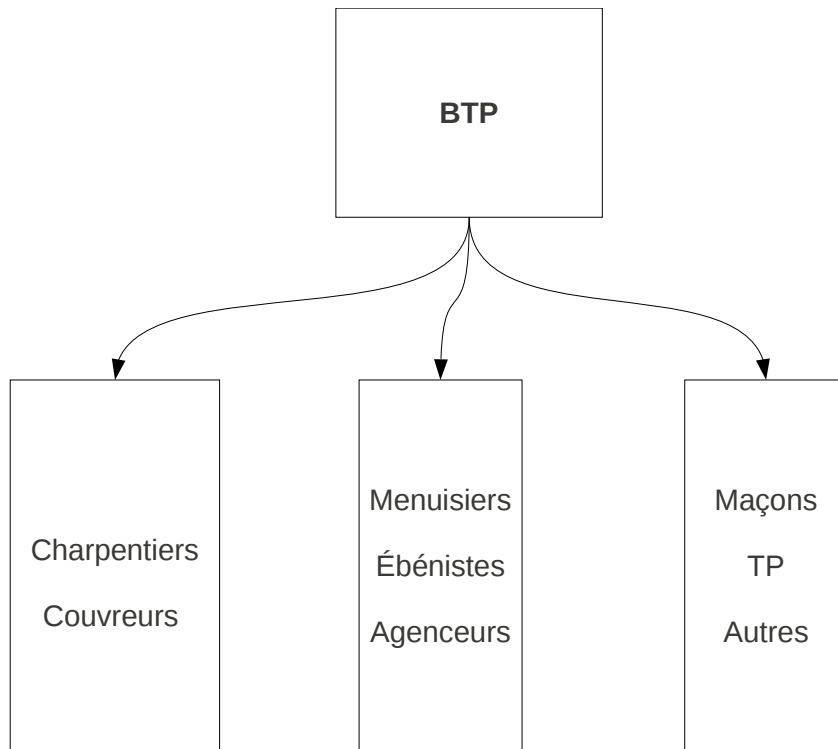 BTP
Charpentiers
Couvreurs
Menuisiers
Ébénistes
Agenceurs
Maçons
TP
Autres